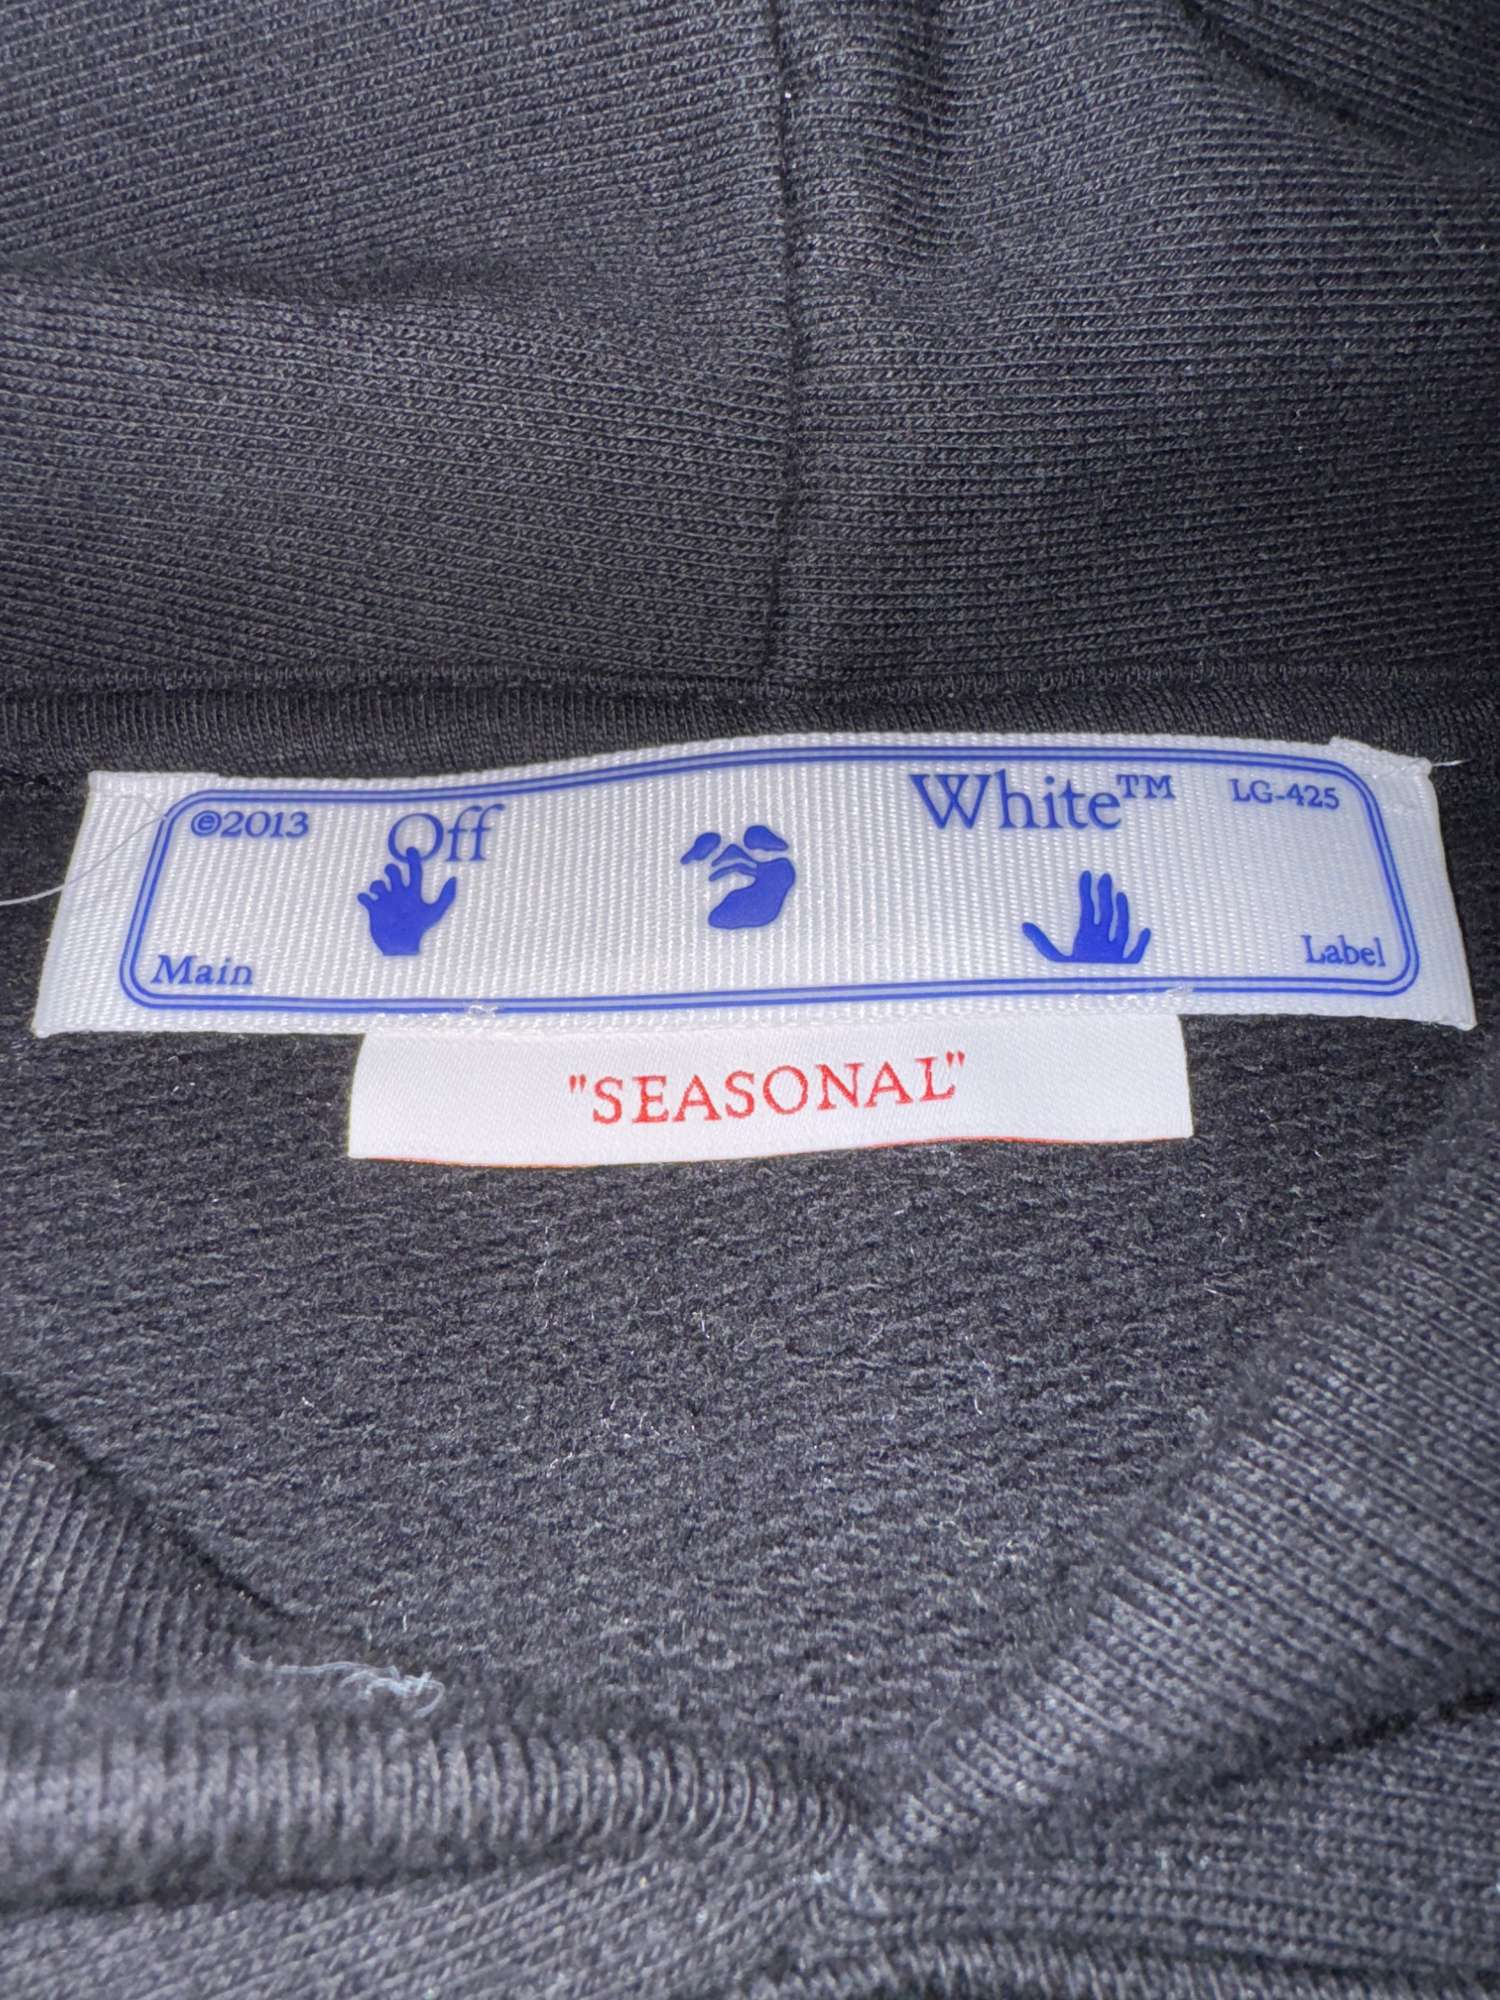 ©2013 Off White™ LG-425
Main Label
"SEASONAL"